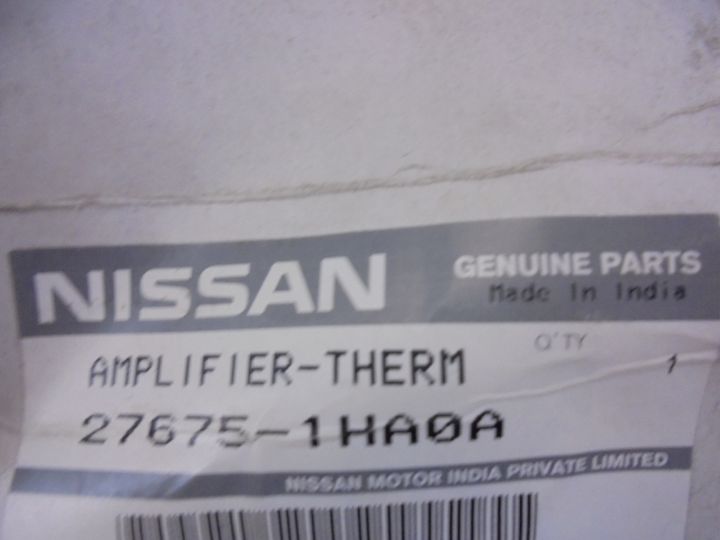 NISSAN GENUINE PARTS
Made In India
AMPLIFIER-THERM Q'TY 1
27675-1HA0A
NISSAN MOTOR INDIA PRIVATE LIMITED